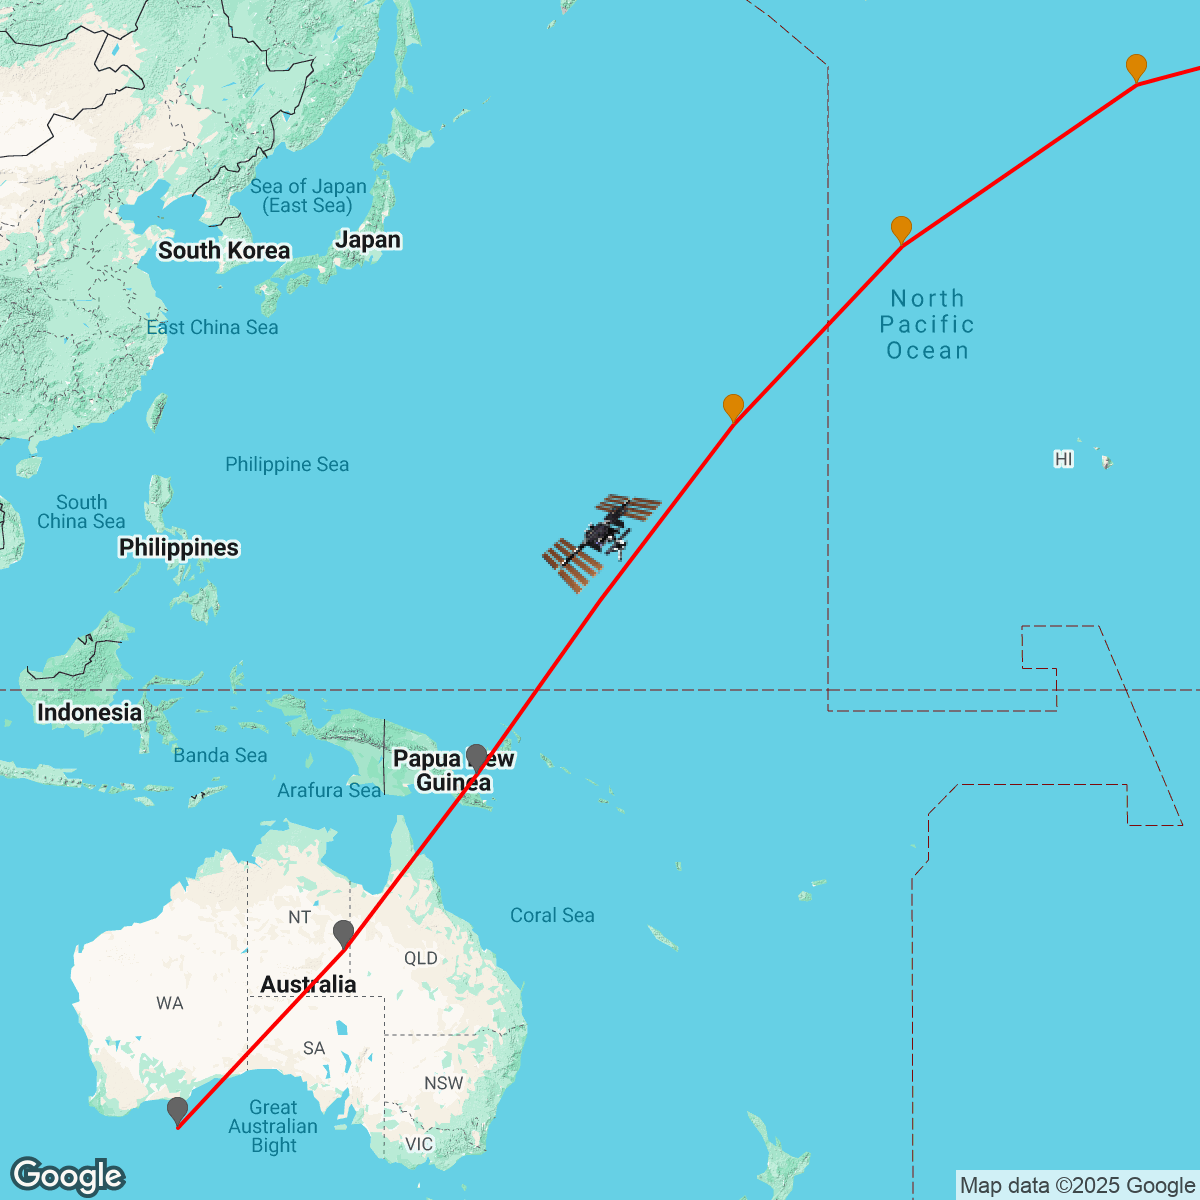 Sea of Japan
(East Sea)
Japan
South Korea
North
Pacific
Ocean
East China Sea
HI
Philippine Sea
South
China Sea
Philippines
Indonesia
Banda Sea
Papua New
Guinea
Arafura Sea
NT
Coral Sea
QLD
Australia
WA
SA
NSW
Great
Australian
Bight
VIC
Google
Map data ©2025 Google